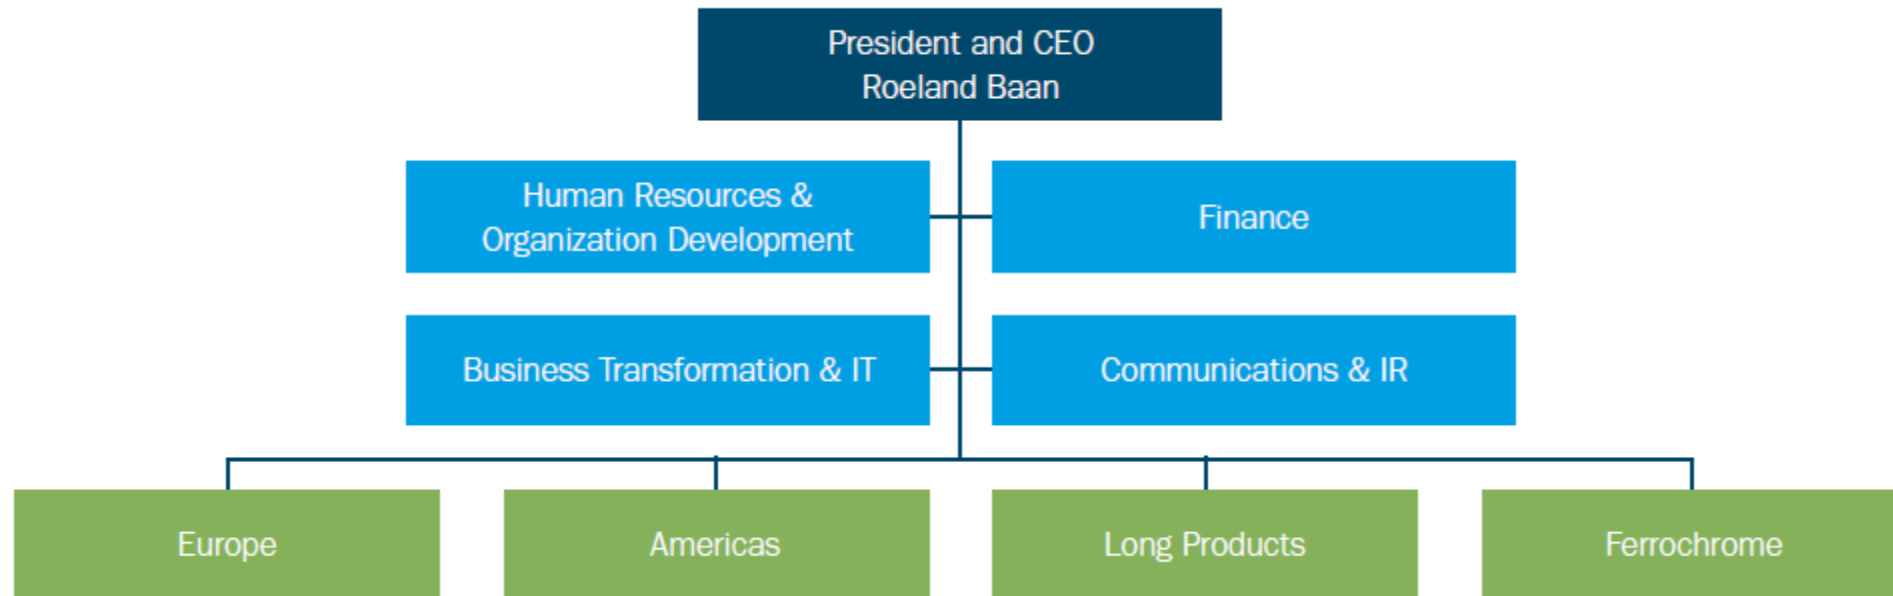 President and CEO
Roeland Baan
Human Resources &
Organization Development
Finance
Business Transformation & IT
Communications & IR
Europe
Americas
Long Products
Ferrochrome